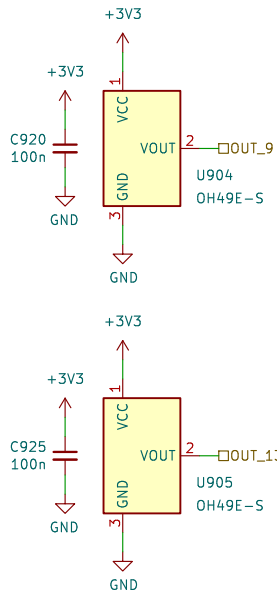 +3V3
1
+3V3
VCC
C920
100n
VOUT
2
OUT_9
GND
U904
OH49E-S
3
GND
GND
+3V3
1
+3V3
VCC
C925
100n
VOUT
2
GND
U905
OH49E-S
3
GND
GND